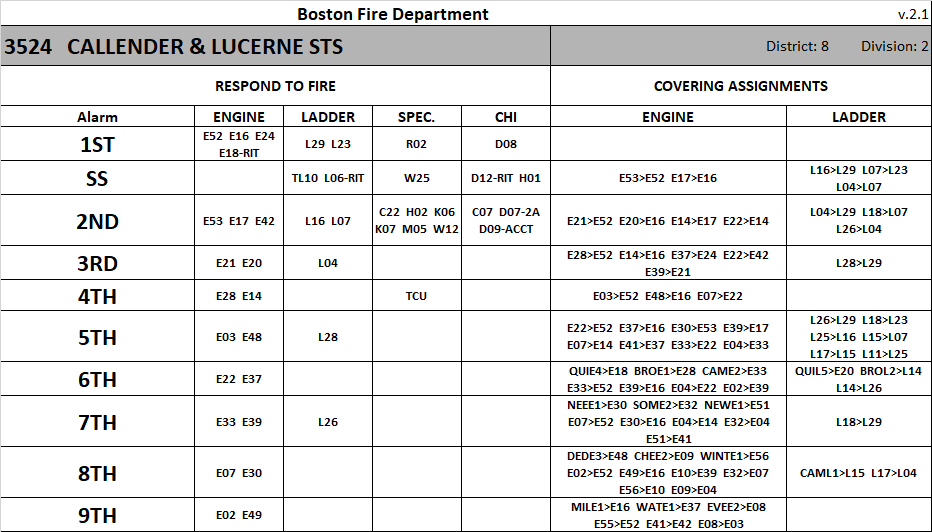 Boston Fire Department v.2.1
3524 CALLENDER & LUCERNE STS District: 8 Division: 2
RESPOND TO FIRE COVERING ASSIGNMENTS
Alarm ENGINE LADDER SPEC. CHI ENGINE LADDER
1ST
E52 E16 E24
E18-RIT
L29 L23
R02
D08
SS
TL10 L06-RIT
W25
D12-RIT H01
E53>E52 E17>E16
L16>L29 L07>L23
L04>L07
2ND
E53 E17 E42
L16 L07
C22 H02 K06
K07 M05 W12
C07 D07-2A
D09-ACCT
E21>E52 E20>E16 E14>E17 E22>E14
L04>L29 L18>L07
L26>L04
3RD
E21 E20
L04
E28>E52 E14>E16 E37>E24 E22>E42
E39>E21
L28>L29
4TH
E28 E14
TCU
E03>E52 E48>E16 E07>E22
5TH
E03 E48
L28
E22>E52 E37>E16 E30>E53 E39>E17
E07>E14 E41>E37 E33>E22 E04>E33
L26>L29 L18>L23
L25>L16 L15>L07
L17>L15 L11>L25
6TH
E22 E37
QUIE4>E18 BROE1>E28 CAME2>E33
E33>E52 E39>E16 E04>E22 E02>E39
QUIL5>E20 BROL2>L14
L14>L26
7TH
E33 E39
L26
NEEE1>E30 SOME2>E32 NEWE1>E51
E07>E52 E30>E16 E04>E14 E32>E04
E51>E41
L18>L29
8TH
E07 E30
DEDE3>E48 CHEE2>E09 WINTE1>E56
E02>E52 E49>E16 E10>E39 E32>E07
E56>E10 E09>E04
CAML1>L15 L17>L04
9TH
E02 E49
MILE1>E16 WATE1>E37 EVEE2>E08
E55>E52 E41>E42 E08>E03